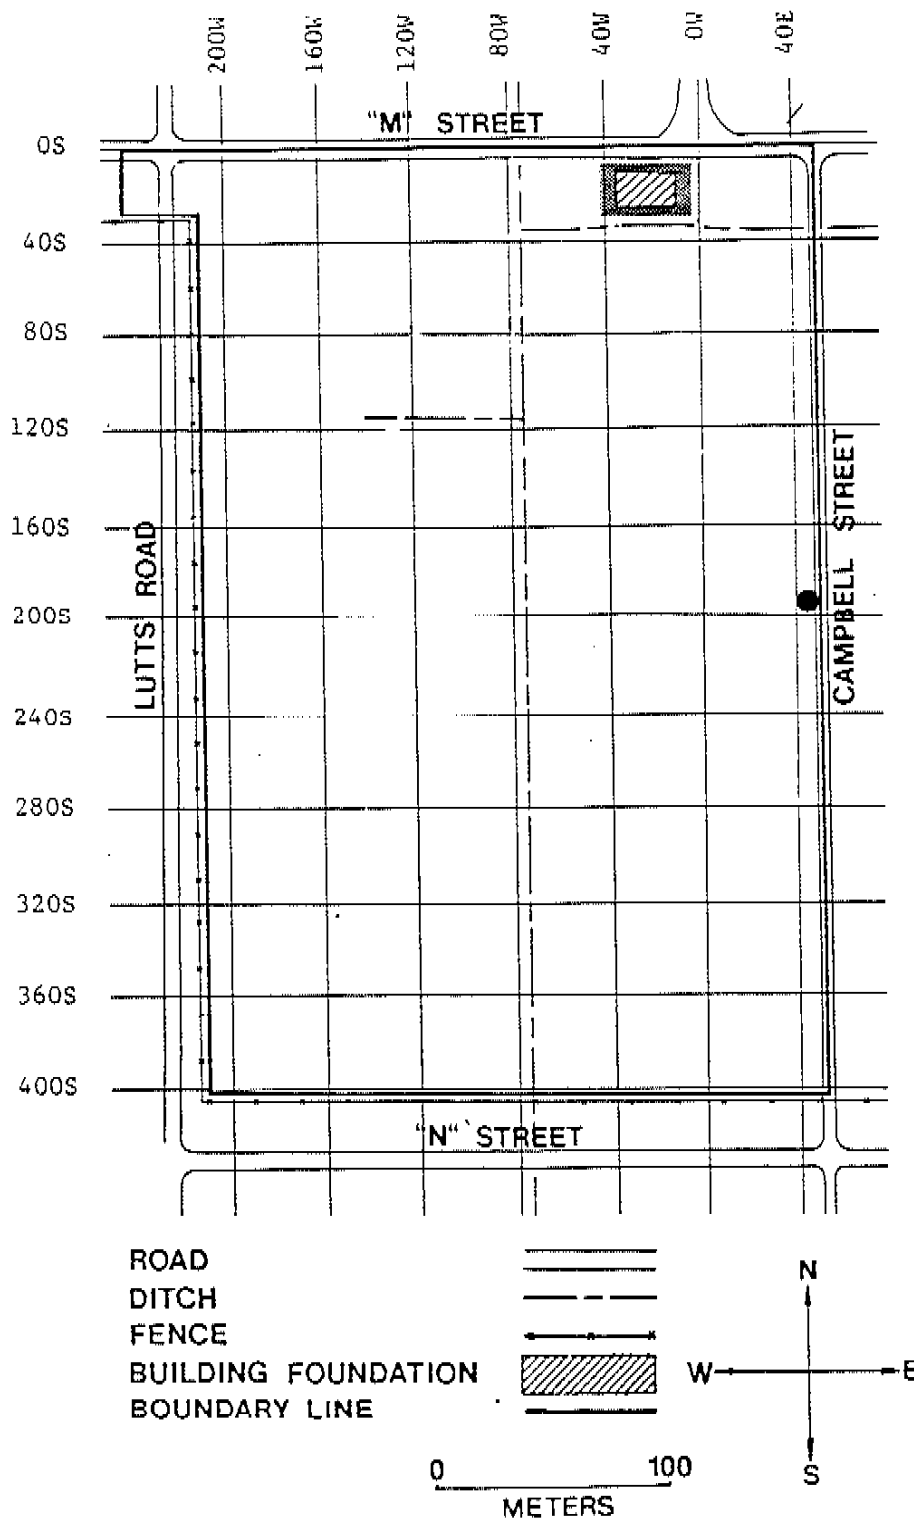 200W 160W 120W 80W 40W 0W 40E
"M" STREET
0S
40S
80S
120S
160S
200S
240S
280S
320S
360S
400S
LUTTS ROAD
CAMPBELL STREET
"N" STREET
ROAD
DITCH
FENCE
BUILDING FOUNDATION
BOUNDARY LINE
N
W E
S
0 100
METERS